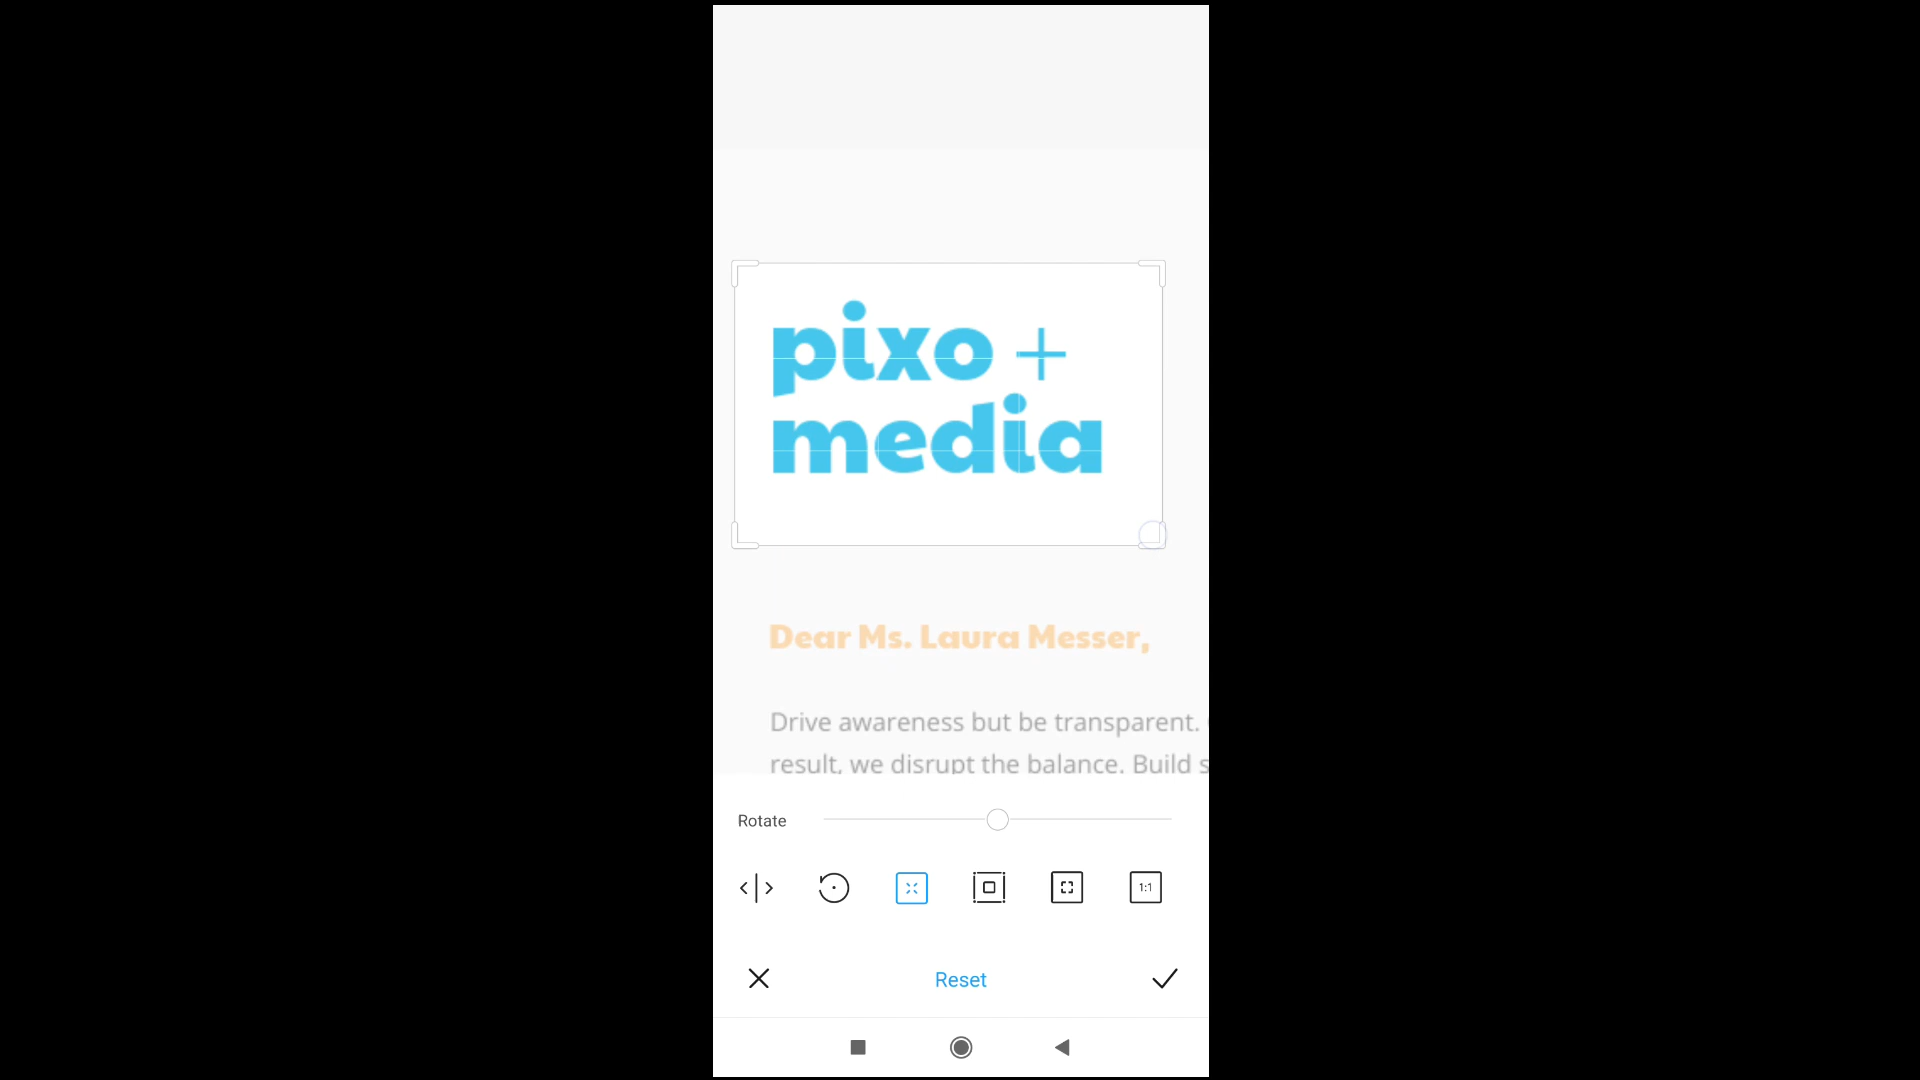 pixo +
media
Dear Ms. Laura Messer,
Drive awareness but be transparent.
result, we disrupt the balance. Build s
Rotate
1:1
Reset